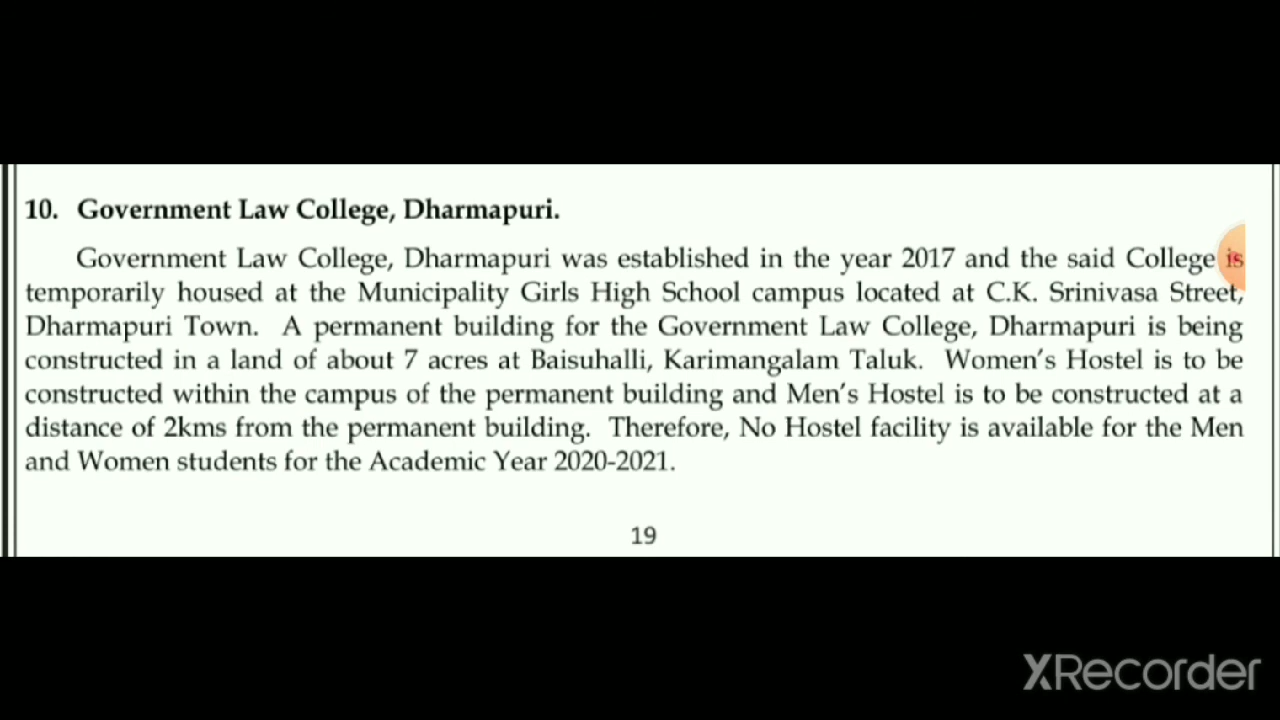 10. Government Law College, Dharmapuri.
Government Law College, Dharmapuri was established in the year 2017 and the said College is
temporarily housed at the Municipality Girls High School campus located at C.K. Srinivasa Street,
Dharmapuri Town. A permanent building for the Government Law College, Dharmapuri is being
constructed in a land of about 7 acres at Baisuhalli, Karimangalam Taluk. Women's Hostel is to be
constructed within the campus of the permanent building and Men's Hostel is to be constructed at a
distance of 2kms from the permanent building. Therefore, No Hostel facility is available for the Men
and Women students for the Academic Year 2020-2021.
19
XRecorder